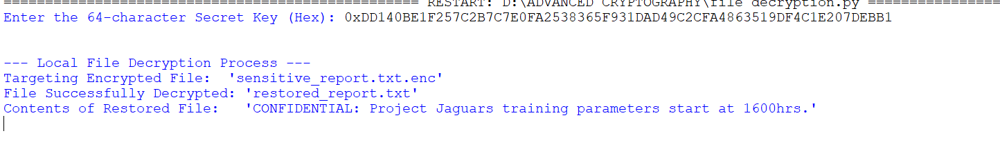 ================================================== RESTART: D:\ADVANCED CRYPTOGRAPHY\file decryption.py ================
Enter the 64-character Secret Key (Hex): 0xDD140BE1F257C2B7C7E0FA2538365F931DAD49C2CFA4863519DF4C1E207DEBB1
--- Local File Decryption Process ---
Targeting Encrypted File:  'sensitive_report.txt.enc'
File Successfully Decrypted: 'restored_report.txt'
Contents of Restored File:   'CONFIDENTIAL: Project Jaguars training parameters start at 1600hrs.'